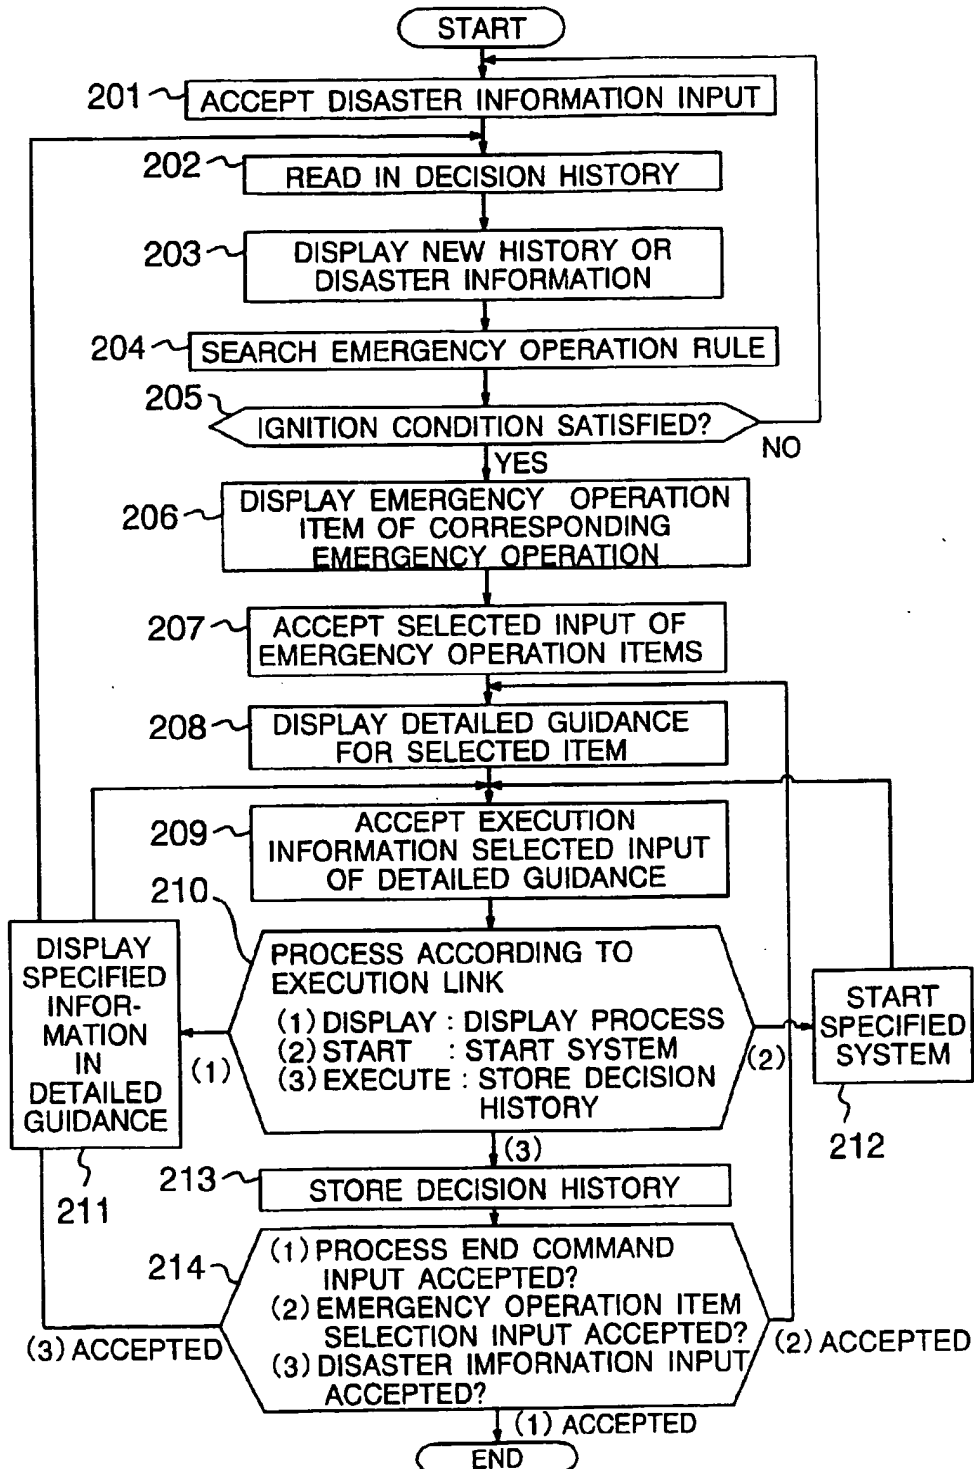 START
201
ACCEPT DISASTER INFORMATION INPUT
202
READ IN DECISION HISTORY
203
DISPLAY NEW HISTORY OR
DISASTER INFORMATION
204
SEARCH EMERGENCY OPERATION RULE
205
IGNITION CONDITION SATISFIED?
NO
YES
206
DISPLAY EMERGENCY OPERATION
ITEM OF CORRESPONDING
EMERGENCY OPERATION
207
ACCEPT SELECTED INPUT OF
EMERGENCY OPERATION ITEMS
208
DISPLAY DETAILED GUIDANCE
FOR SELECTED ITEM
209
ACCEPT EXECUTION
INFORMATION SELECTED INPUT
OF DETAILED GUIDANCE
210
PROCESS ACCORDING TO
EXECUTION LINK
(1) DISPLAY : DISPLAY PROCESS
(2) START : START SYSTEM
(3) EXECUTE : STORE DECISION
HISTORY
(1)
(2)
(3)
DISPLAY
SPECIFIED
INFOR-
MATION
IN
DETAILED
GUIDANCE
211
START
SPECIFIED
SYSTEM
212
213
STORE DECISION HISTORY
214
(1) PROCESS END COMMAND
INPUT ACCEPTED?
(2) EMERGENCY OPERATION ITEM
SELECTION INPUT ACCEPTED?
(3) DISASTER IMFORNATION INPUT
ACCEPTED?
(3) ACCEPTED
(2) ACCEPTED
(1) ACCEPTED
END